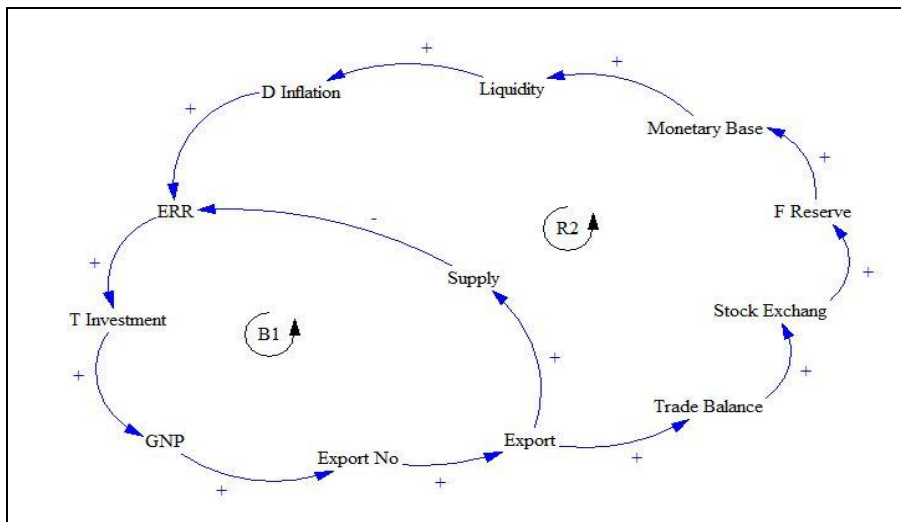 +
+
D Inflation
Liquidity
+
Monetary Base
+
ERR
-
R2
F Reserve
+
Supply
+
T Investment
B1
Stock Exchang
+
+
+
Trade Balance
GNP
Export No
Export
+
+
+